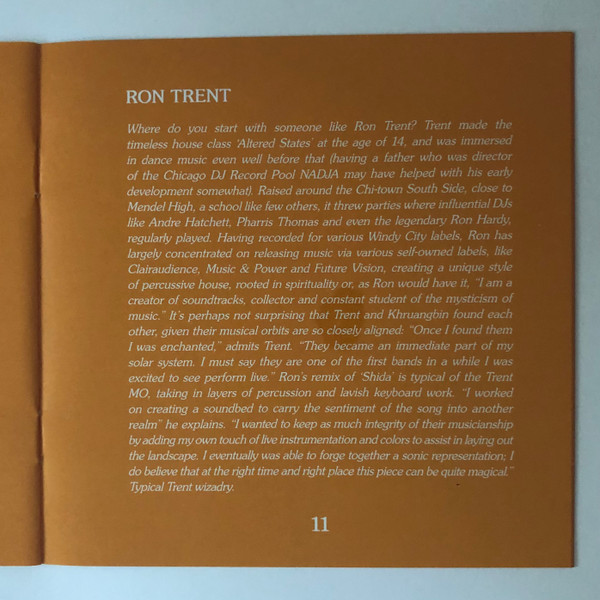 RON TRENT
Where do you start with someone like Ron Trent? Trent made the
timeless house class 'Altered States' at the age of 14, and was immersed
in dance music even well before that (having a father who was director
of the Chicago DJ Record Pool NADJA may have helped with his early
development somewhat). Raised around the Chi-town South Side, close to
Mendel High, a school like few others, it threw parties where influential DJs
like Andre Hatchett, Pharris Thomas and even the legendary Ron Hardy,
regularly played. Having recorded for various Windy City labels, Ron has
largely concentrated on releasing music via various self-owned labels, like
Clairaudience, Music & Power and Future Vision, creating a unique style
of percussive house, rooted in spirituality or, as Ron would have it, "I am a
creator of soundtracks, collector and constant student of the mysticism of
music." It's perhaps not surprising that Trent and Khruangbin found each
other, given their musical orbits are so closely aligned: "Once I found them
I was enchanted," admits Trent. "They became an immediate part of my
solar system. I must say they are one of the first bands in a while I was
excited to see perform live." Ron's remix of 'Shida' is typical of the Trent
MO, taking in layers of percussion and lavish keyboard work. "I worked
on creating a soundbed to carry the sentiment of the song into another
realm" he explains. "I wanted to keep as much integrity of their musicianship
by adding my own touch of live instrumentation and colors to assist in laying out
the landscape. I eventually was able to forge together a sonic representation; I
do believe that at the right time and right place this piece can be quite magical."
Typical Trent wizadry.
11